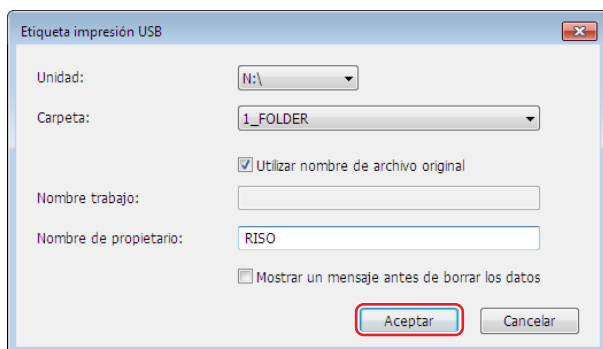 Etiqueta impresión USB
Unidad: N:\
Carpeta: 1_FOLDER
Utilizar nombre de archivo original
Nombre trabajo:
Nombre de propietario: RISO
Mostrar un mensaje antes de borrar los datos
Aceptar Cancelar